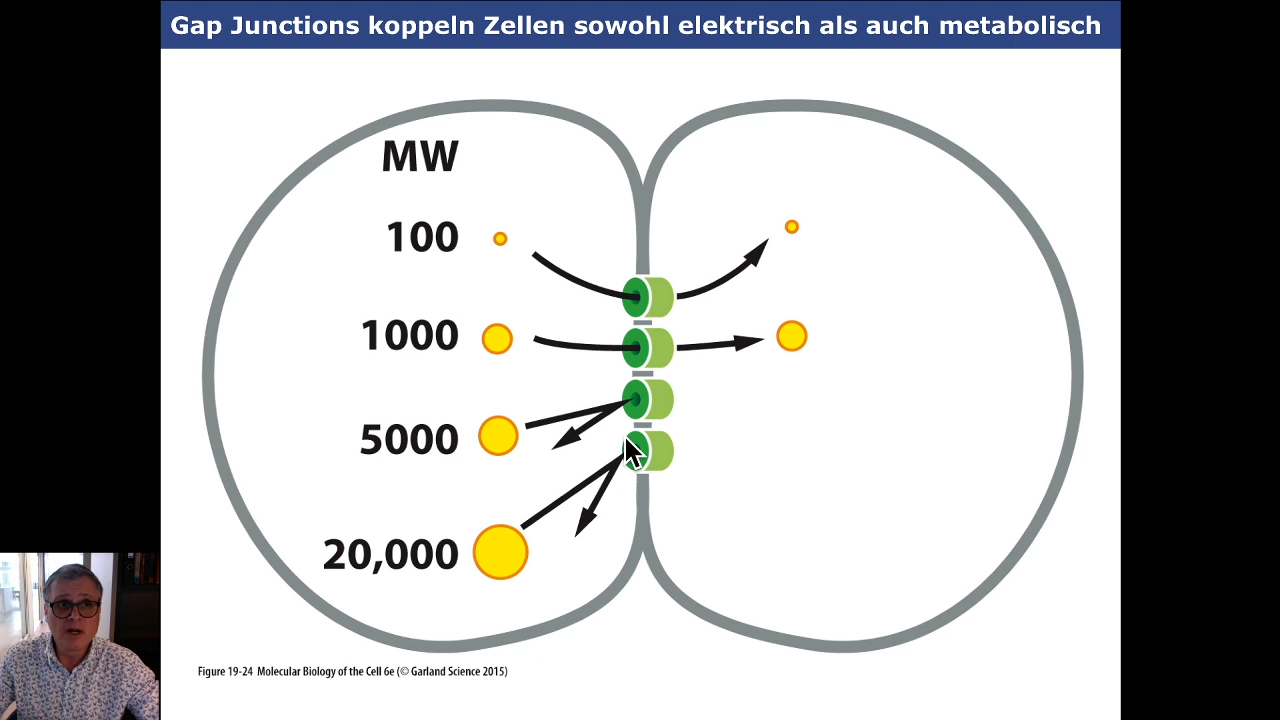 Gap Junctions koppeln Zellen sowohl elektrisch als auch metabolisch
MW
100
1000
5000
20,000
Figure 19-24 Molecular Biology of the Cell 6e (© Garland Science 2015)